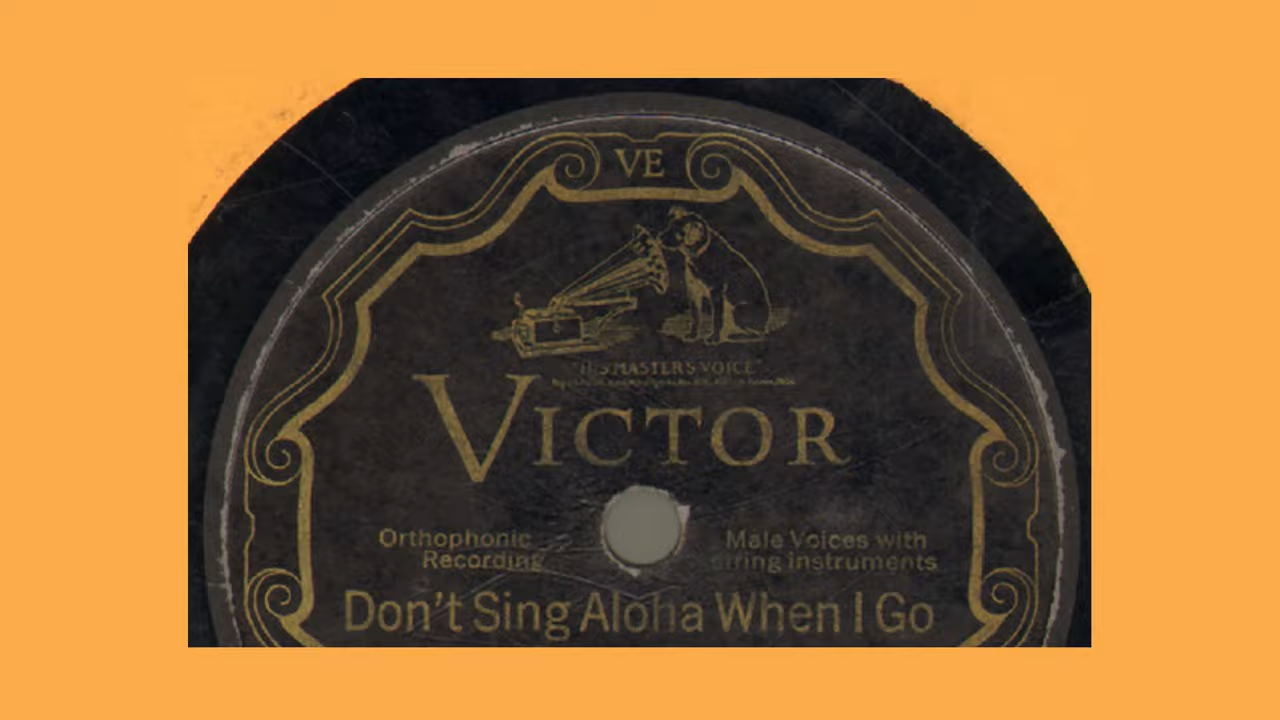 VE
"HIS MASTER'S VOICE"
VICTOR
Orthophonic
Recording
Male Voices with
string instruments
Don't Sing Aloha When I Go